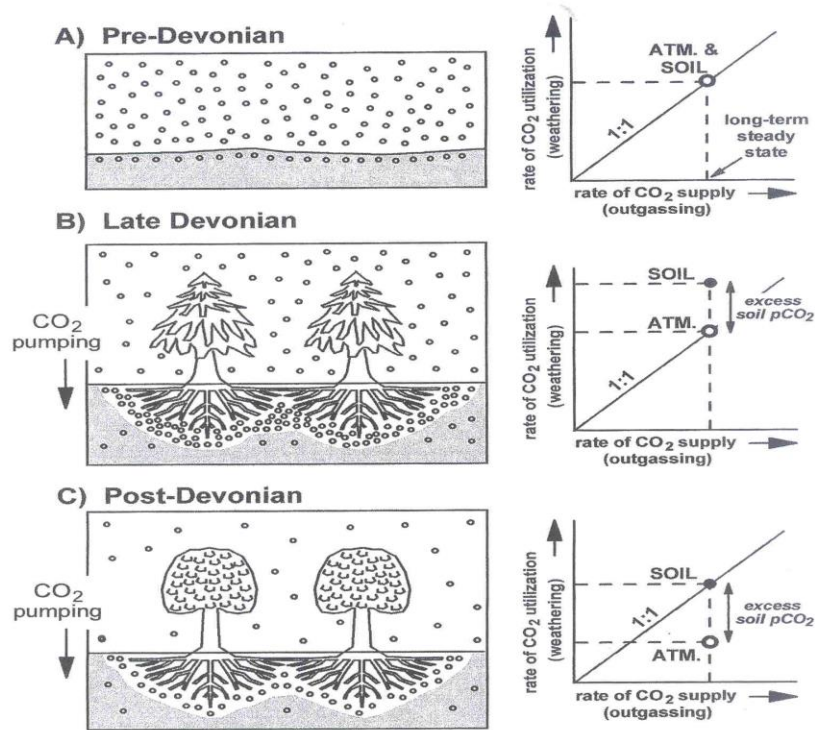 A) Pre-Devonian
rate of CO2 utilization
(weathering)
ATM. &
SOIL
1:1
long-term
steady
state
rate of CO2 supply
(outgassing)
B) Late Devonian
CO2
pumping
rate of CO2 utilization
(weathering)
SOIL
excess
soil pCO2
ATM.
1:1
rate of CO2 supply
(outgassing)
C) Post-Devonian
CO2
pumping
rate of CO2 utilization
(weathering)
SOIL
1:1
excess
soil pCO2
ATM.
rate of CO2 supply
(outgassing)